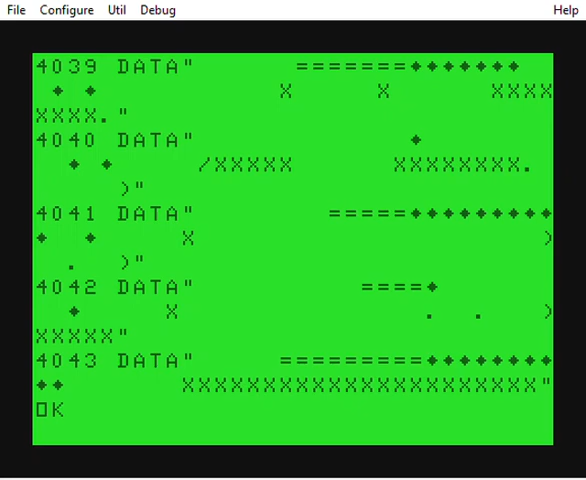 4039 DATA"      =======♦♦♦♦♦♦♦
 ♦ ♦           X     X      XXXX
XXXX."
4040 DATA"             ♦
  ♦ ♦     /XXXXX      XXXXXXXX.
     )"
4041 DATA"        =====♦♦♦♦♦♦♦♦♦
♦  ♦     X                     )
  .  )"
4042 DATA"          ====♦
  ♦     X               .  .   )
XXXXX"
4043 DATA"     =========♦♦♦♦♦♦♦♦
♦♦       XXXXXXXXXXXXXXXXXXXXXX"
OK
File Configure Util Debug Help